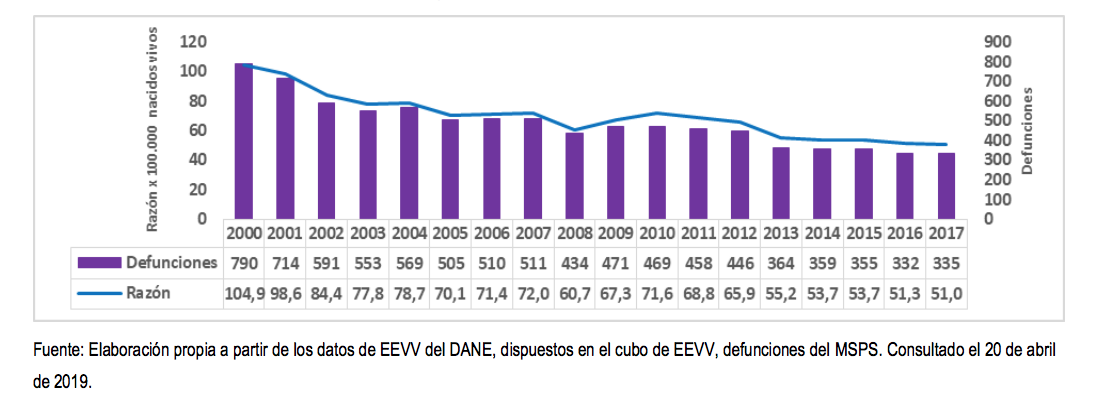 Razón x 100.000 nacidos vivos
120
100
80
60
40
20
0
900
800
700
600
500
400
300
200
100
0
Defunciones
2000 2001 2002 2003 2004 2005 2006 2007 2008 2009 2010 2011 2012 2013 2014 2015 2016 2017
Defunciones 790 714 591 553 569 505 510 511 434 471 469 458 446 364 359 355 332 335
Razón 104,9 98,6 84,4 77,8 78,7 70,1 71,4 72,0 60,7 67,3 71,6 68,8 65,9 55,2 53,7 53,7 51,3 51,0
Fuente: Elaboración propia a partir de los datos de EEVV del DANE, dispuestos en el cubo de EEVV, defunciones del MSPS. Consultado el 20 de abril
de 2019.